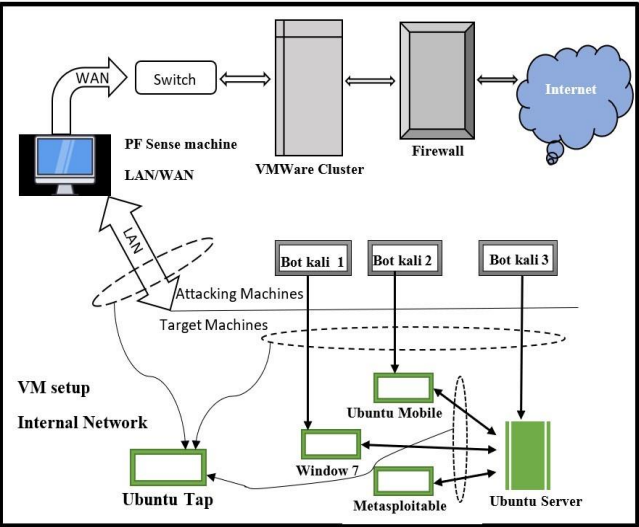 WAN
Switch
Internet
PF Sense machine
LAN/WAN
VMWare Cluster
Firewall
LAN
Bot kali 1
Bot kali 2
Bot kali 3
Attacking Machines
Target Machines
VM setup
Internal Network
Ubuntu Mobile
Window 7
Ubuntu Tap
Metasploitable
Ubuntu Server